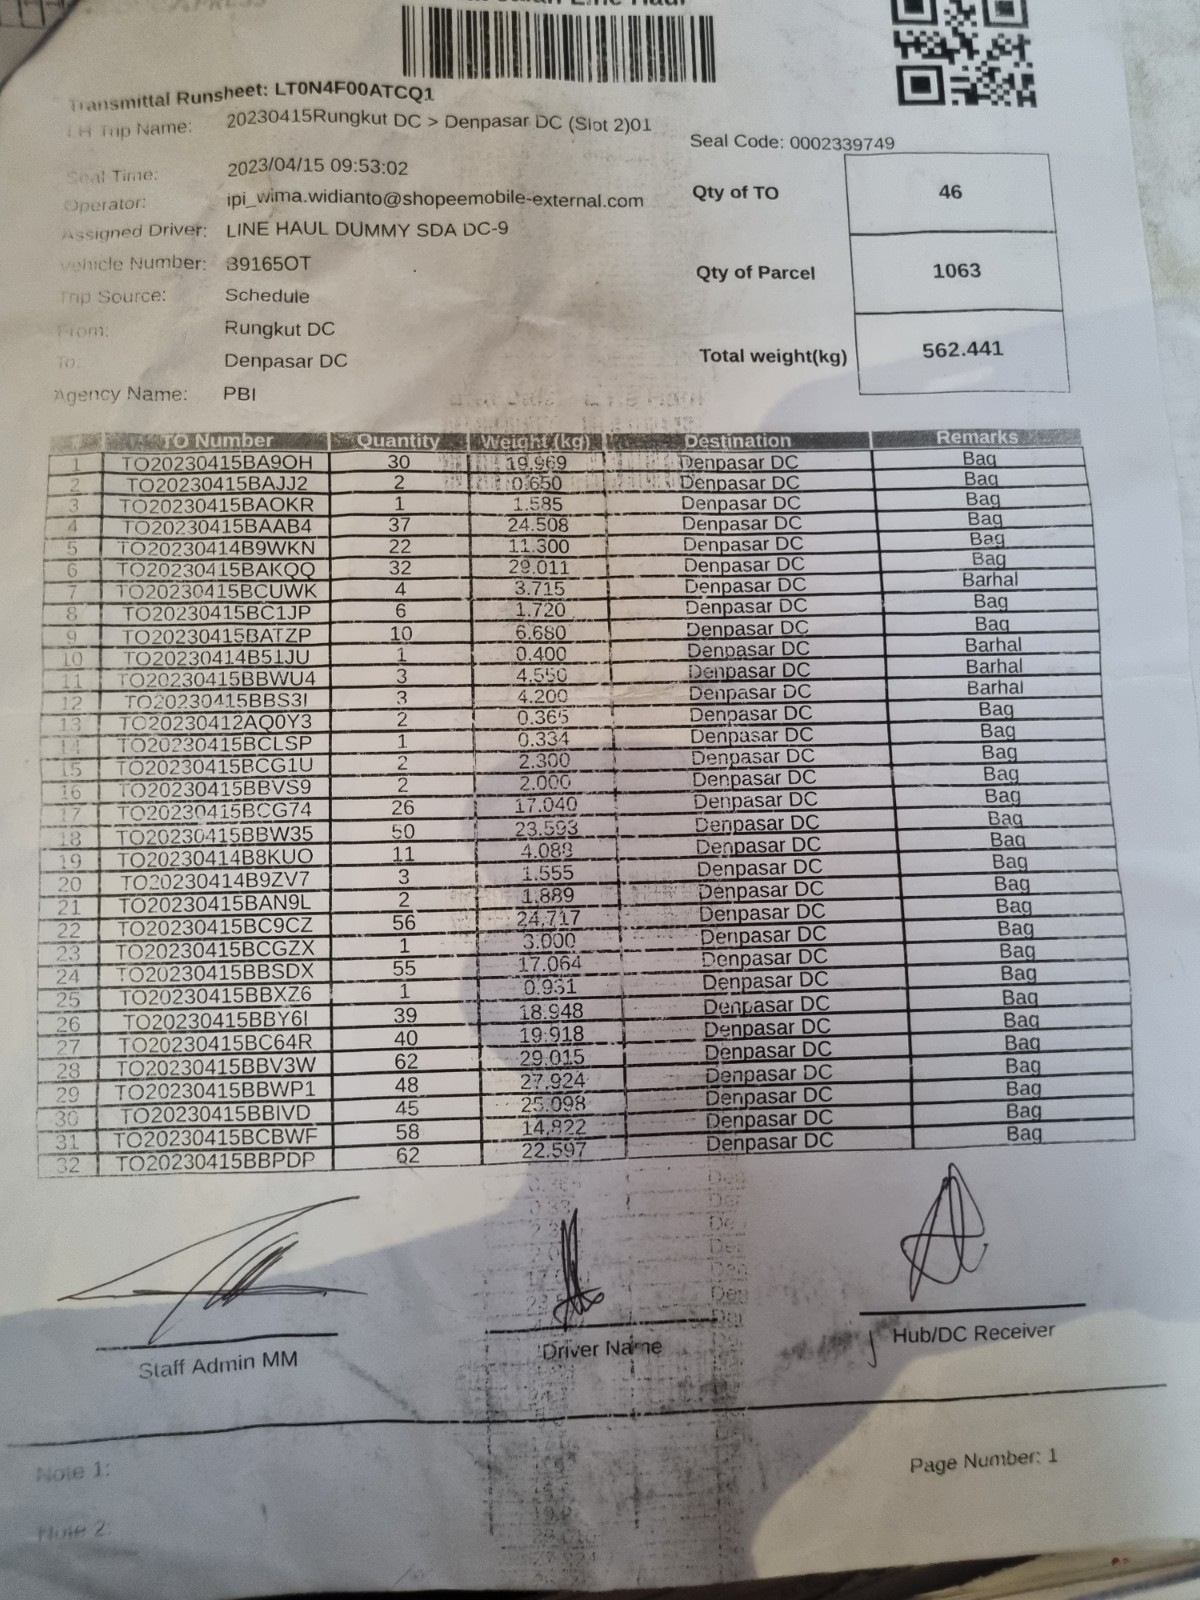 Transmittal Runsheet: LT0N4F00ATCQ1
LH Trip Name: 20230415Rungkut DC > Denpasar DC (Slot 2)01
Seal Code: 0002339749
Seal Time: 2023/04/15 09:53:02
Operator: ipi_wima.widianto@shopeemobile-external.com
Assigned Driver: LINE HAUL DUMMY SDA DC-9
Vehicle Number: B9165OT
Trip Source: Schedule
From: Rungkut DC
To: Denpasar DC
Agency Name: PBI
Qty of TO 46
Qty of Parcel 1063
Total weight(kg) 562.441
TO Number Quantity Weight (kg) Destination Remarks
1 TO20230415BA9OH 30 19.969 Denpasar DC Bag
2 TO20230415BAJJ2 2 0.650 Denpasar DC Bag
3 TO20230415BAOKR 1 1.585 Denpasar DC Bag
4 TO20230415BAAB4 37 24.508 Denpasar DC Bag
5 TO20230414B9WKN 22 11.300 Denpasar DC Bag
6 TO20230415BAKQQ 32 29.011 Denpasar DC Bag
7 TO20230415BCUWK 4 3.715 Denpasar DC Barhal
8 TO20230415BC1JP 6 1.720 Denpasar DC Bag
9 TO20230415BATZP 10 6.680 Denpasar DC Bag
10 TO20230414B51JU 1 0.400 Denpasar DC Barhal
11 TO20230415BBWU4 3 4.550 Denpasar DC Barhal
12 TO20230415BBS3I 3 4.200 Denpasar DC Barhal
13 TO20230412AQ0Y3 2 0.365 Denpasar DC Bag
14 TO20230415BCLSP 1 0.334 Denpasar DC Bag
15 TO20230415BCG1U 2 2.300 Denpasar DC Bag
16 TO20230415BBVS9 2 2.000 Denpasar DC Bag
17 TO20230415BCG74 26 17.040 Denpasar DC Bag
18 TO20230415BBW35 50 23.593 Denpasar DC Bag
19 TO20230414B8KUO 11 4.089 Denpasar DC Bag
20 TO20230414B9ZV7 3 1.555 Denpasar DC Bag
21 TO20230415BAN9L 2 1.889 Denpasar DC Bag
22 TO20230415BC9CZ 56 24.717 Denpasar DC Bag
23 TO20230415BCGZX 1 3.000 Denpasar DC Bag
24 TO20230415BBSDX 55 17.064 Denpasar DC Bag
25 TO20230415BBXZ6 1 0.931 Denpasar DC Bag
26 TO20230415BBY6I 39 18.948 Denpasar DC Bag
27 TO20230415BC64R 40 19.918 Denpasar DC Bag
28 TO20230415BBV3W 62 29.015 Denpasar DC Bag
29 TO20230415BBWP1 48 27.924 Denpasar DC Bag
30 TO20230415BBIVD 45 25.098 Denpasar DC Bag
31 TO20230415BCBWF 58 14.822 Denpasar DC Bag
32 TO20230415BBPDP 62 22.597 Denpasar DC Bag
Staff Admin MM
Driver Name
Hub/DC Receiver
Note 1:
Page Number: 1
Note 2: